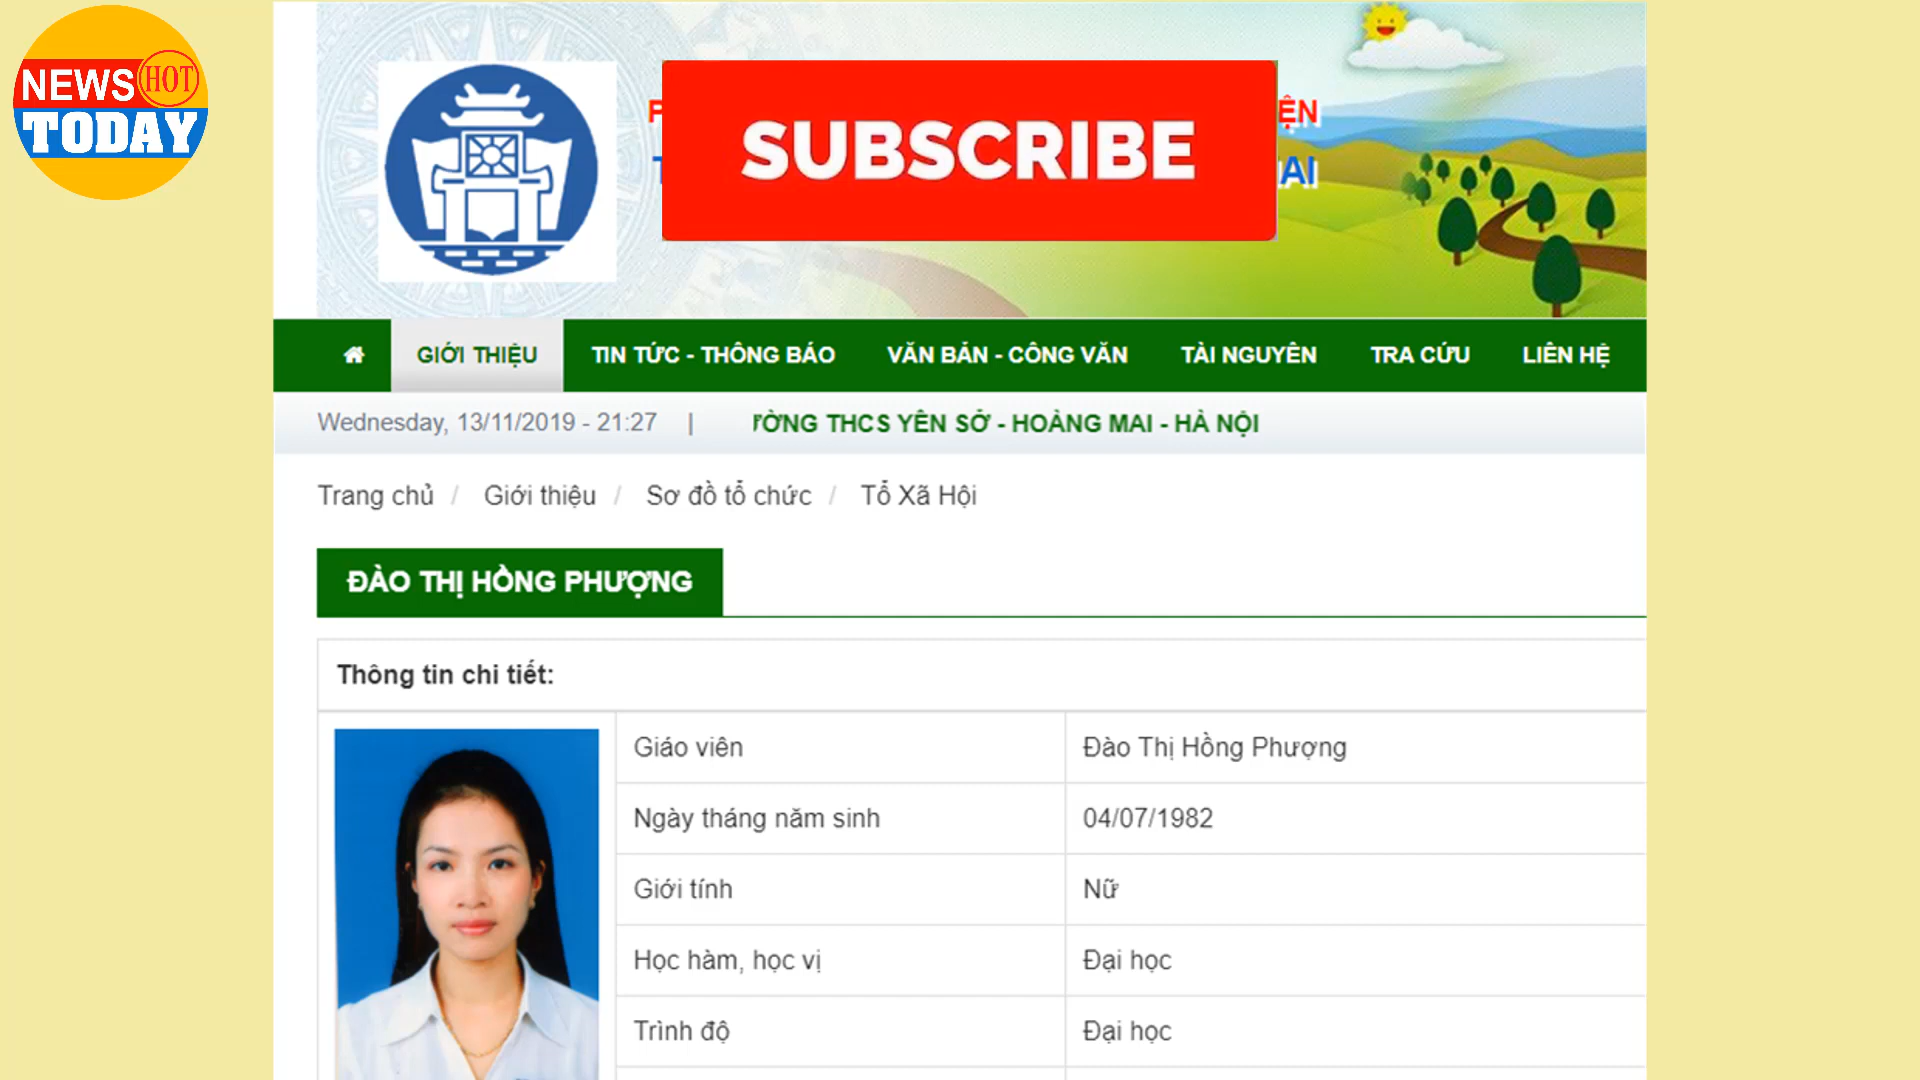 NEWS HOT
TODAY
SUBSCRIBE
GIỚI THIỆU
TIN TỨC - THÔNG BÁO
VĂN BẢN - CÔNG VĂN
TÀI NGUYÊN
TRA CỨU
LIÊN HỆ
Wednesday, 13/11/2019 - 21:27 |
ƯỜNG THCS YÊN SỞ - HOÀNG MAI - HÀ NỘI
Trang chủ / Giới thiệu / Sơ đồ tổ chức / Tổ Xã Hội
ĐÀO THỊ HỒNG PHƯỢNG
Thông tin chi tiết:
Giáo viên
Đào Thị Hồng Phượng
Ngày tháng năm sinh
04/07/1982
Giới tính
Nữ
Học hàm, học vị
Đại học
Trình độ
Đại học